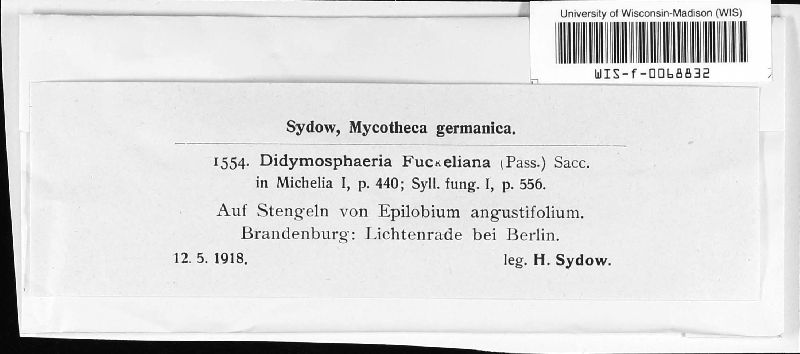 University of Wisconsin-Madison (WIS)
WIS-f-0068832
Sydow, Mycotheca germanica.
1554. Didymosphaeria Fucкeliana (Pass.) Sacc.
in Michelia I, p. 440; Syll. fung. I, p. 556.
Auf Stengeln von Epilobium angustifolium.
Brandenburg: Lichtenrade bei Berlin.
12. 5. 1918. leg. H. Sydow.